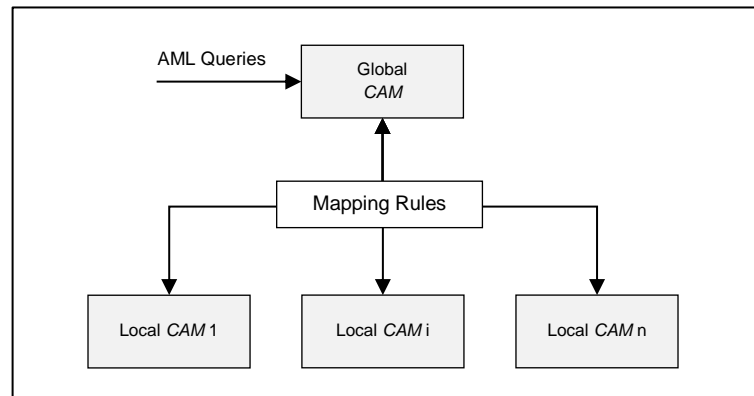 AML Queries
Global
CAM
Mapping Rules
Local CAM 1
Local CAM i
Local CAM n